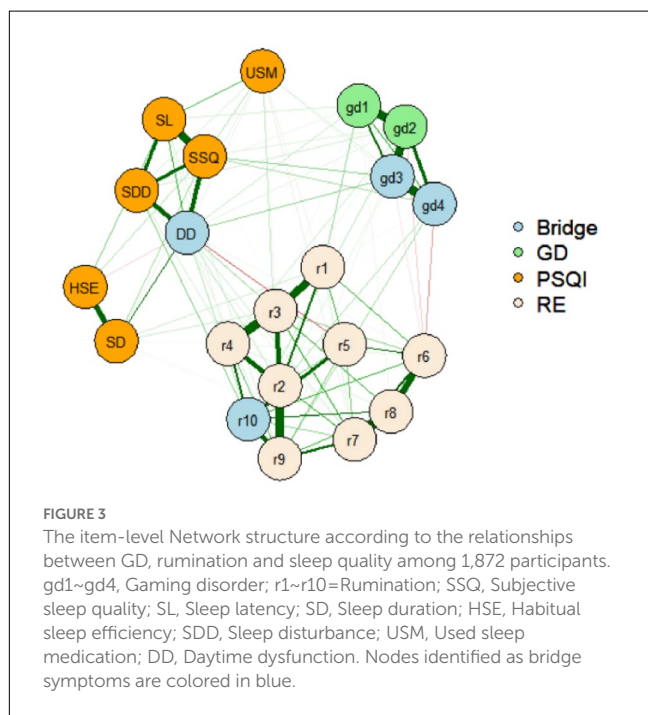 USM
SL
SSQ
SDD
DD
HSE
SD
gd1
gd2
gd3
gd4
r1
r3
r4
r5
r6
r2
r8
r10
r7
r9
Bridge
GD
PSQI
RE
FIGURE 3
The item-level Network structure according to the relationships
between GD, rumination and sleep quality among 1,872 participants.
gd1~gd4, Gaming disorder; r1~r10=Rumination; SSQ, Subjective
sleep quality; SL, Sleep latency; SD, Sleep duration; HSE, Habitual
sleep efficiency; SDD, Sleep disturbance; USM, Used sleep
medication; DD, Daytime dysfunction. Nodes identified as bridge
symptoms are colored in blue.